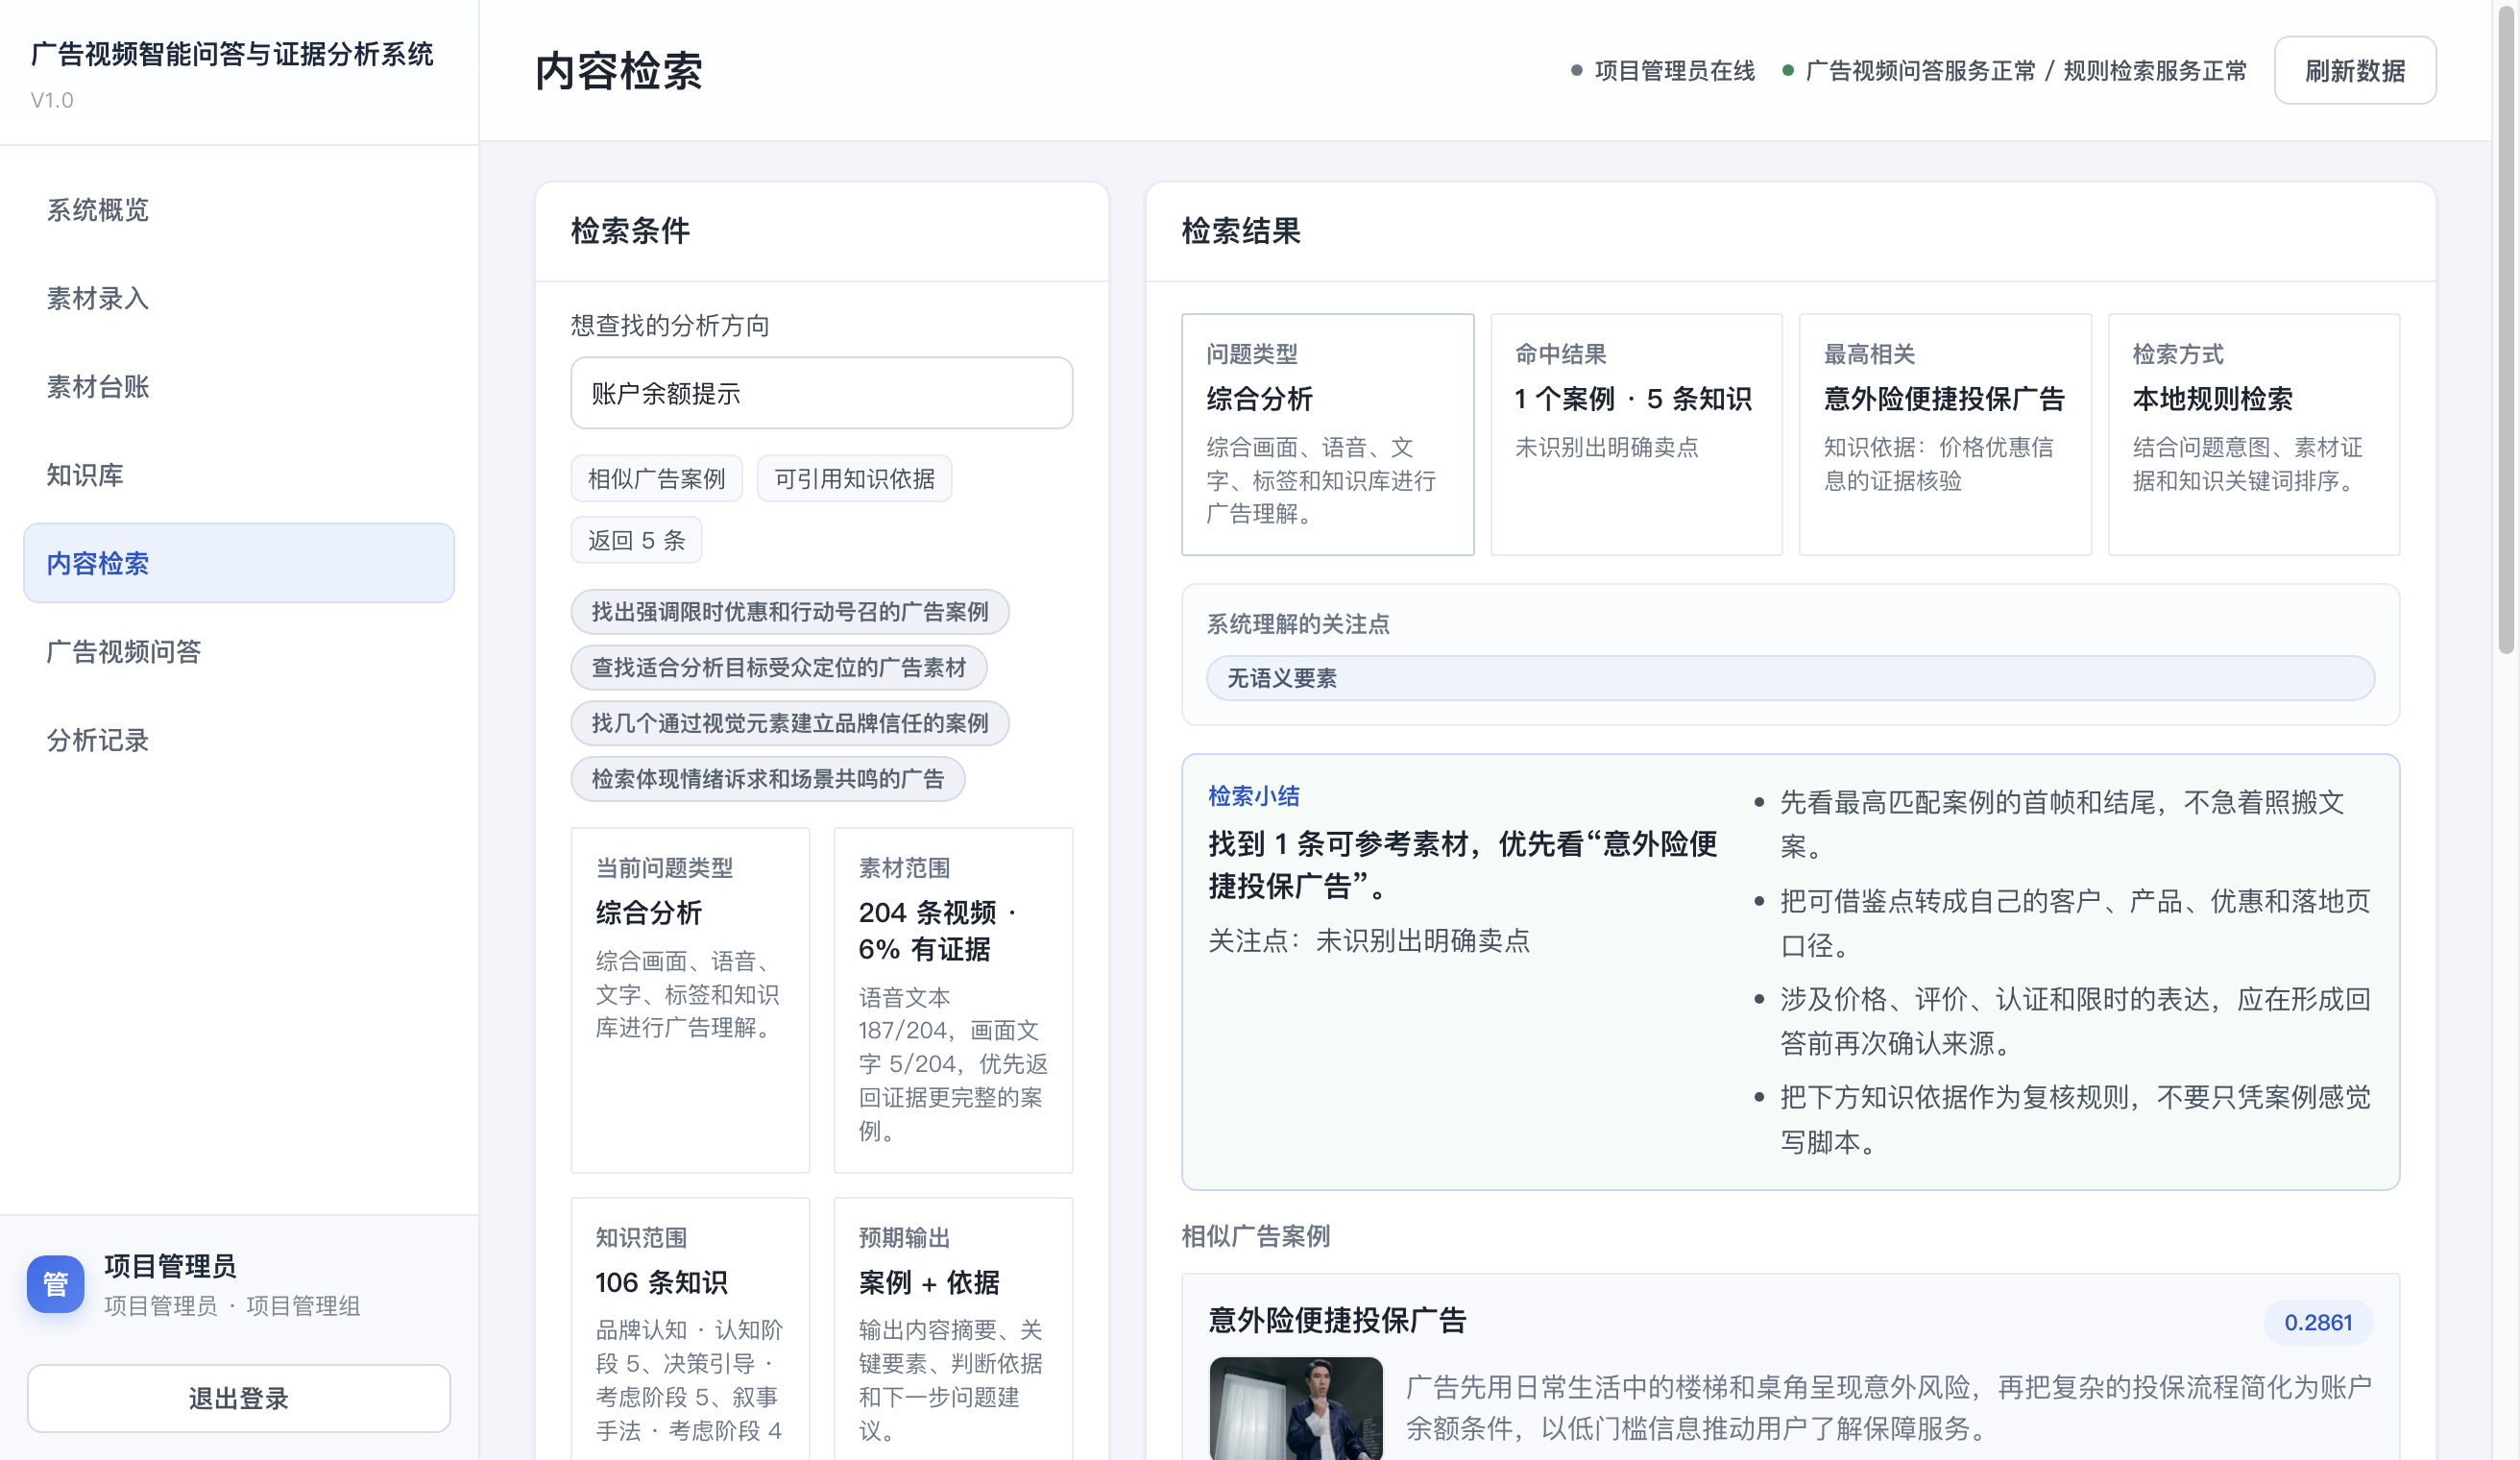 广告视频智能问答与证据分析系统
V1.0
系统概览
素材录入
素材台账
知识库
内容检索
广告视频问答
分析记录
管
项目管理员
项目管理员 · 项目管理组
退出登录
内容检索
项目管理员在线
广告视频问答服务正常 / 规则检索服务正常
刷新数据
检索条件
想查找的分析方向
账户余额提示
相似广告案例
可引用知识依据
返回 5 条
找出强调限时优惠和行动号召的广告案例
查找适合分析目标受众定位的广告素材
找几个通过视觉元素建立品牌信任的案例
检索体现情绪诉求和场景共鸣的广告
当前问题类型
综合分析
综合画面、语音、
文字、标签和知识
库进行广告理解。
素材范围
204 条视频 ·
6% 有证据
语音文本
187/204，画面文
字 5/204，优先返
回证据更完整的案
例。
知识范围
106 条知识
品牌认知 · 认知阶
段 5、决策引导 ·
考虑阶段 5、叙事
手法 · 考虑阶段 4
预期输出
案例 + 依据
输出内容摘要、关
键要素、判断依据
和下一步问题建
议。
检索结果
问题类型
综合分析
综合画面、语音、文
字、标签和知识库进行
广告理解。
命中结果
1 个案例 · 5 条知识
未识别出明确卖点
最高相关
意外险便捷投保广告
知识依据：价格优惠信
息的证据核验
检索方式
本地规则检索
结合问题意图、素材证
据和知识关键词排序。
系统理解的关注点
无语义要素
检索小结
找到 1 条可参考素材，优先看“意外险便
捷投保广告”。
关注点：未识别出明确卖点
先看最高匹配案例的首帧和结尾，不急着照搬文
案。
把可借鉴点转成自己的客户、产品、优惠和落地页
口径。
涉及价格、评价、认证和限时的表达，应在形成回
答前再次确认来源。
把下方知识依据作为复核规则，不要只凭案例感觉
写脚本。
相似广告案例
意外险便捷投保广告
0.2861
广告先用日常生活中的楼梯和桌角呈现意外风险，再把复杂的投保流程简化为账户
余额条件，以低门槛信息推动用户了解保障服务。